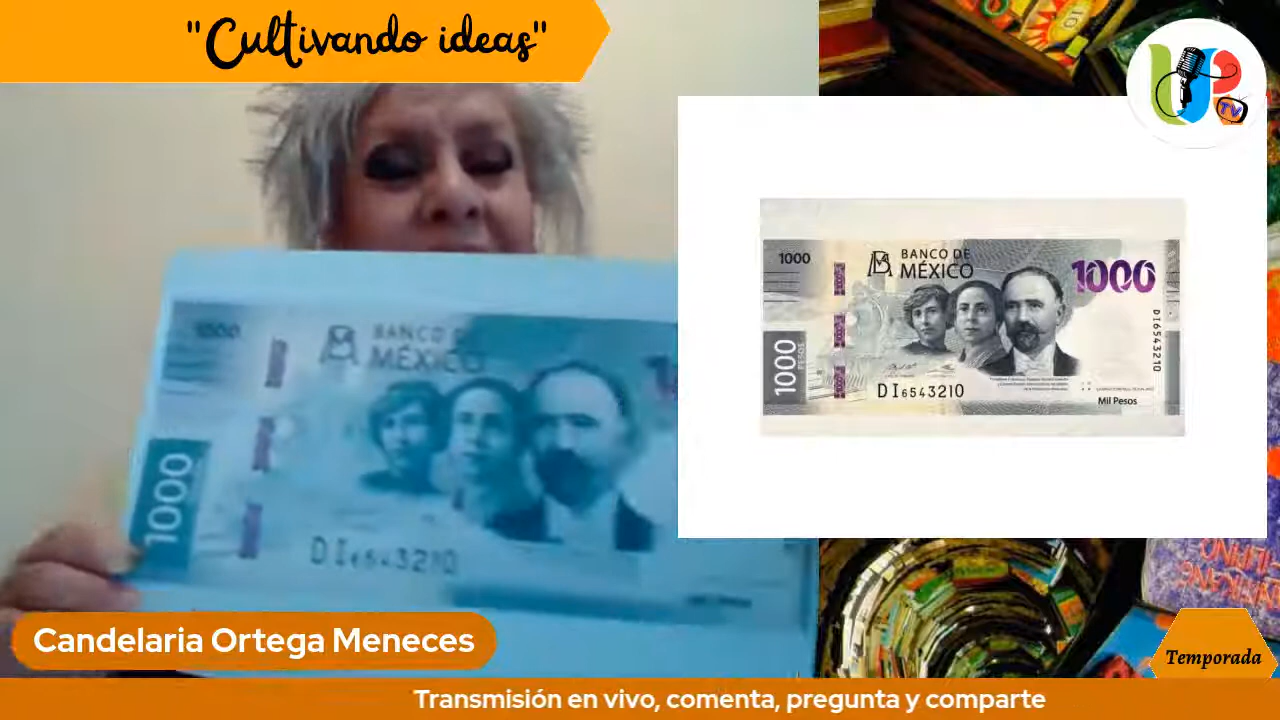 "Cultivando ideas"
TV
1000
BANCO DE
MÉXICO
1000
DI6543210
1000
PESOS
DI6543210
Mil Pesos
1000
BANCO D
MÉXICO
1000
DI6543210
Candelaria Ortega Meneces
Temporada
Transmisión en vivo, comenta, pregunta y comparte